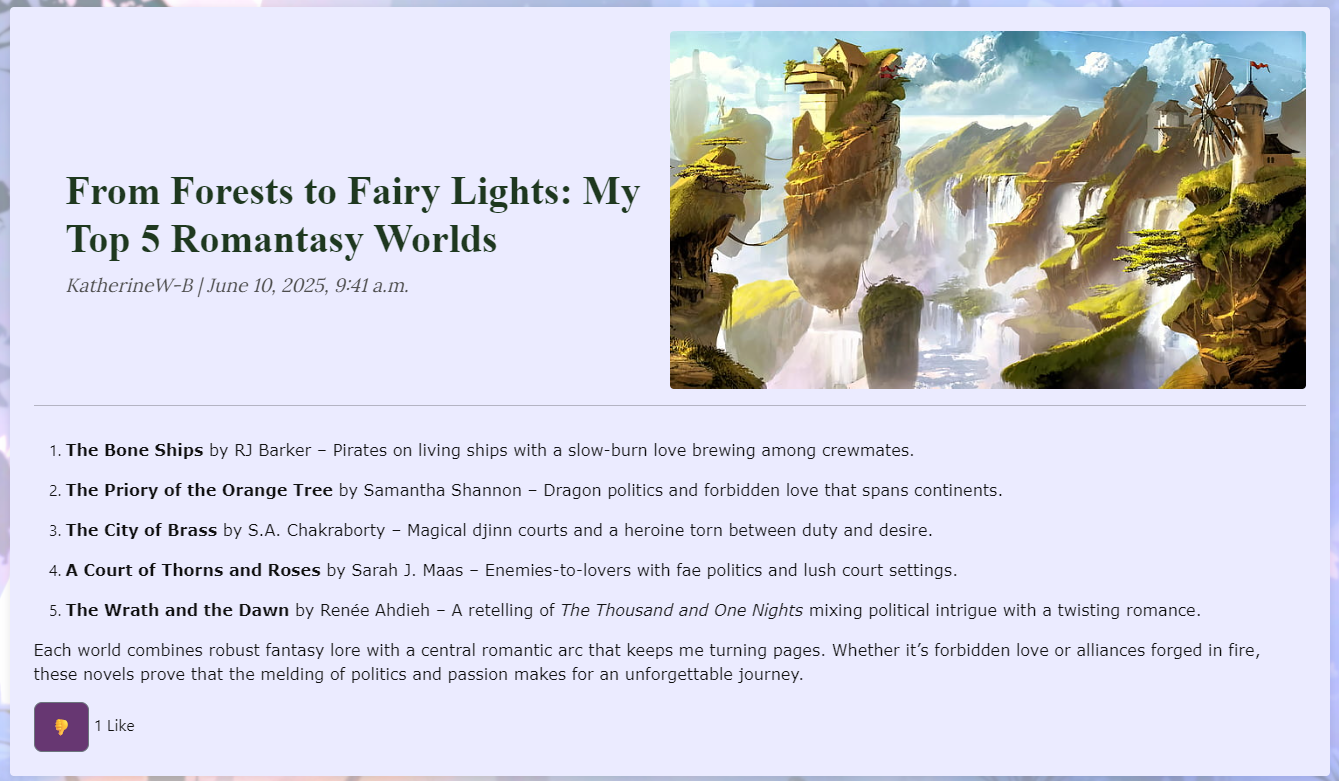 From Forests to Fairy Lights: My
Top 5 Romantasy Worlds
KatherineW-B | June 10, 2025, 9:41 a.m.
1. The Bone Ships by RJ Barker – Pirates on living ships with a slow-burn love brewing among crewmates.
2. The Priory of the Orange Tree by Samantha Shannon – Dragon politics and forbidden love that spans continents.
3. The City of Brass by S.A. Chakraborty – Magical djinn courts and a heroine torn between duty and desire.
4. A Court of Thorns and Roses by Sarah J. Maas – Enemies-to-lovers with fae politics and lush court settings.
5. The Wrath and the Dawn by Renée Ahdieh – A retelling of The Thousand and One Nights mixing political intrigue with a twisting romance.
Each world combines robust fantasy lore with a central romantic arc that keeps me turning pages. Whether it’s forbidden love or alliances forged in fire,
these novels prove that the melding of politics and passion makes for an unforgettable journey.
1 Like